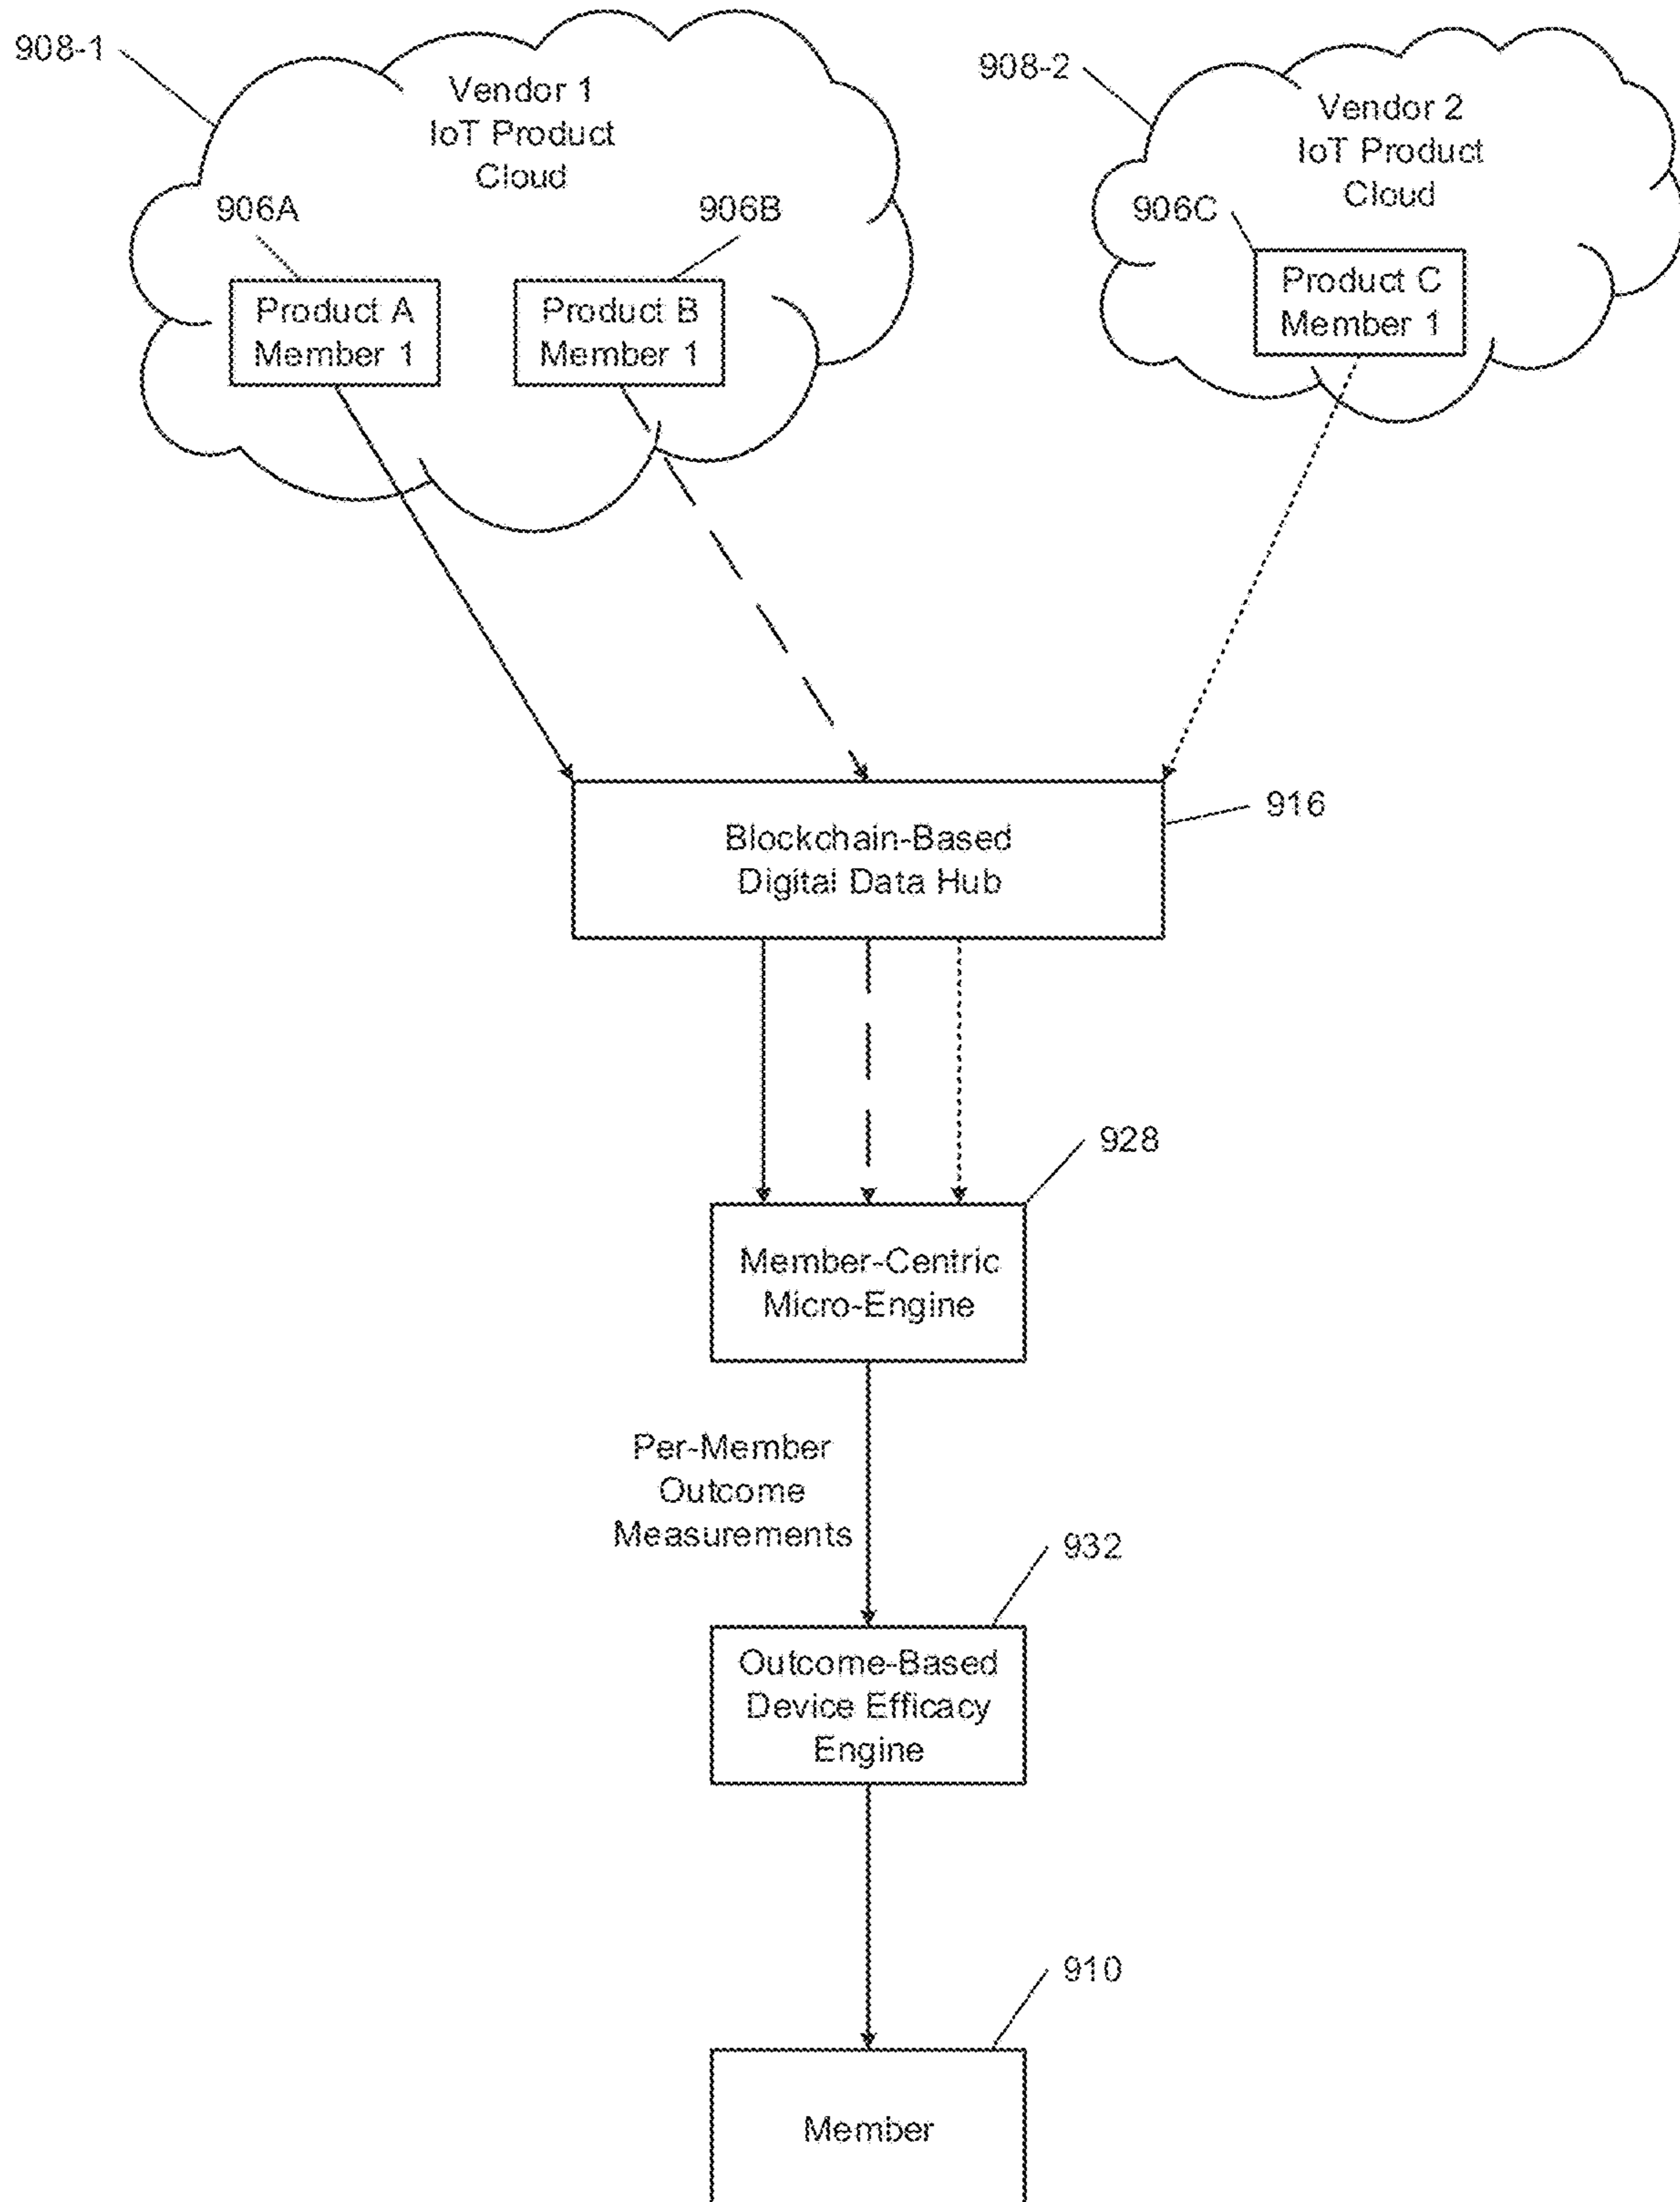 908-1
Vendor 1
IoT Product
Cloud
906A
906B
Product A
Member 1
Product B
Member 1
908-2
Vendor 2
IoT Product
Cloud
906C
Product C
Member 1
916
Blockchain-Based
Digital Data Hub
928
Member-Centric
Micro-Engine
Per-Member
Outcome
Measurements
932
Outcome-Based
Device Efficacy
Engine
910
Member